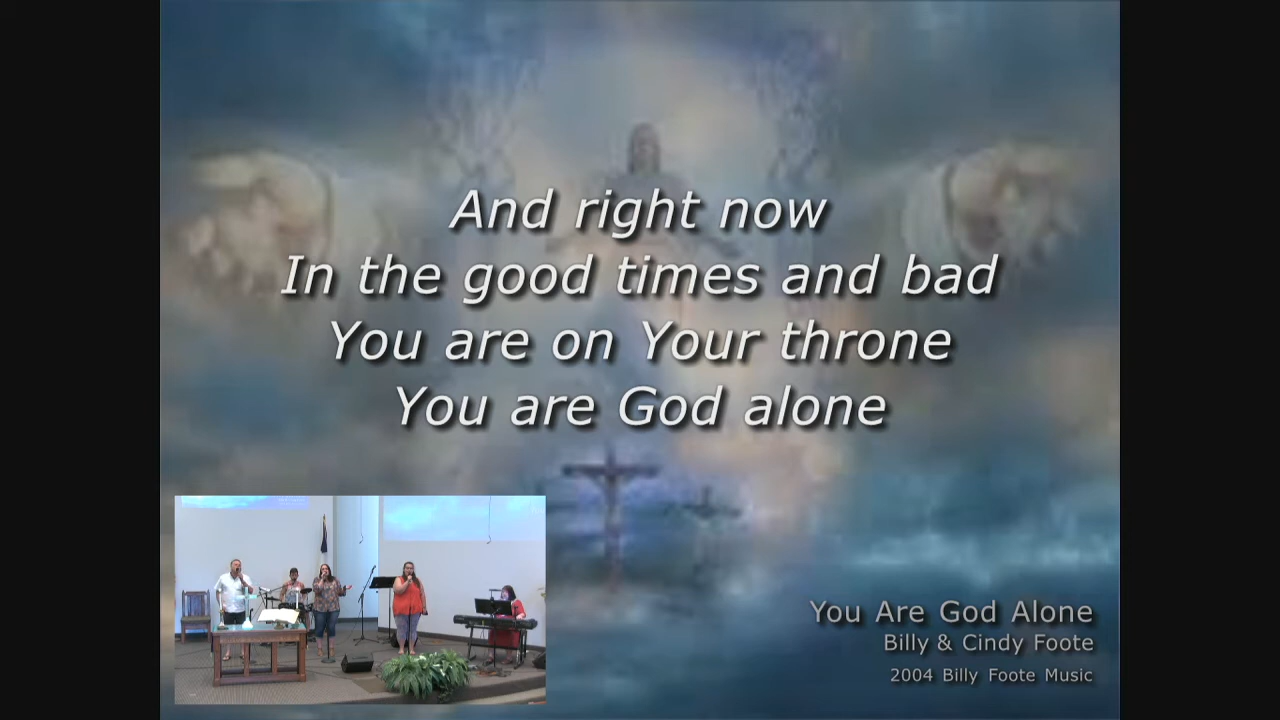 And right now
In the good times and bad
You are on Your throne
You are God alone
You Are God Alone
Billy & Cindy Foote
2004 Billy Foote Music